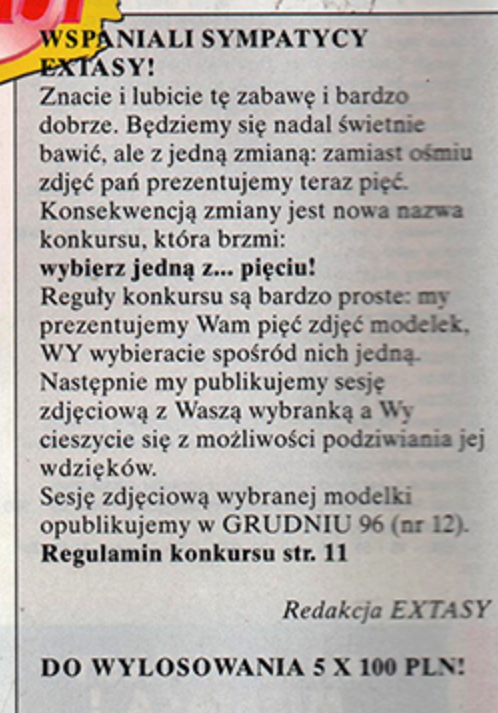 WSPANIALI SYMPATYCY
EXTASY!
Znacie i lubicie tę zabawę i bardzo
dobrze. Będziemy się nadal świetnie
bawić, ale z jedną zmianą: zamiast ośmiu
zdjęć pań prezentujemy teraz pięć.
Konsekwencją zmiany jest nowa nazwa
konkursu, która brzmi:
wybierz jedną z... pięciu!
Reguły konkursu są bardzo proste: my
prezentujemy Wam pięć zdjęć modelek,
WY wybieracie spośród nich jedną.
Następnie my publikujemy sesję
zdjęciową z Waszą wybranką a Wy
cieszycie się z możliwości podziwiania jej
wdzięków.
Sesję zdjęciową wybranej modelki
opublikujemy w GRUDNIU 96 (nr 12).
Regulamin konkursu str. 11
Redakcja EXTASY
DO WYLOSOWANIA 5 X 100 PLN!